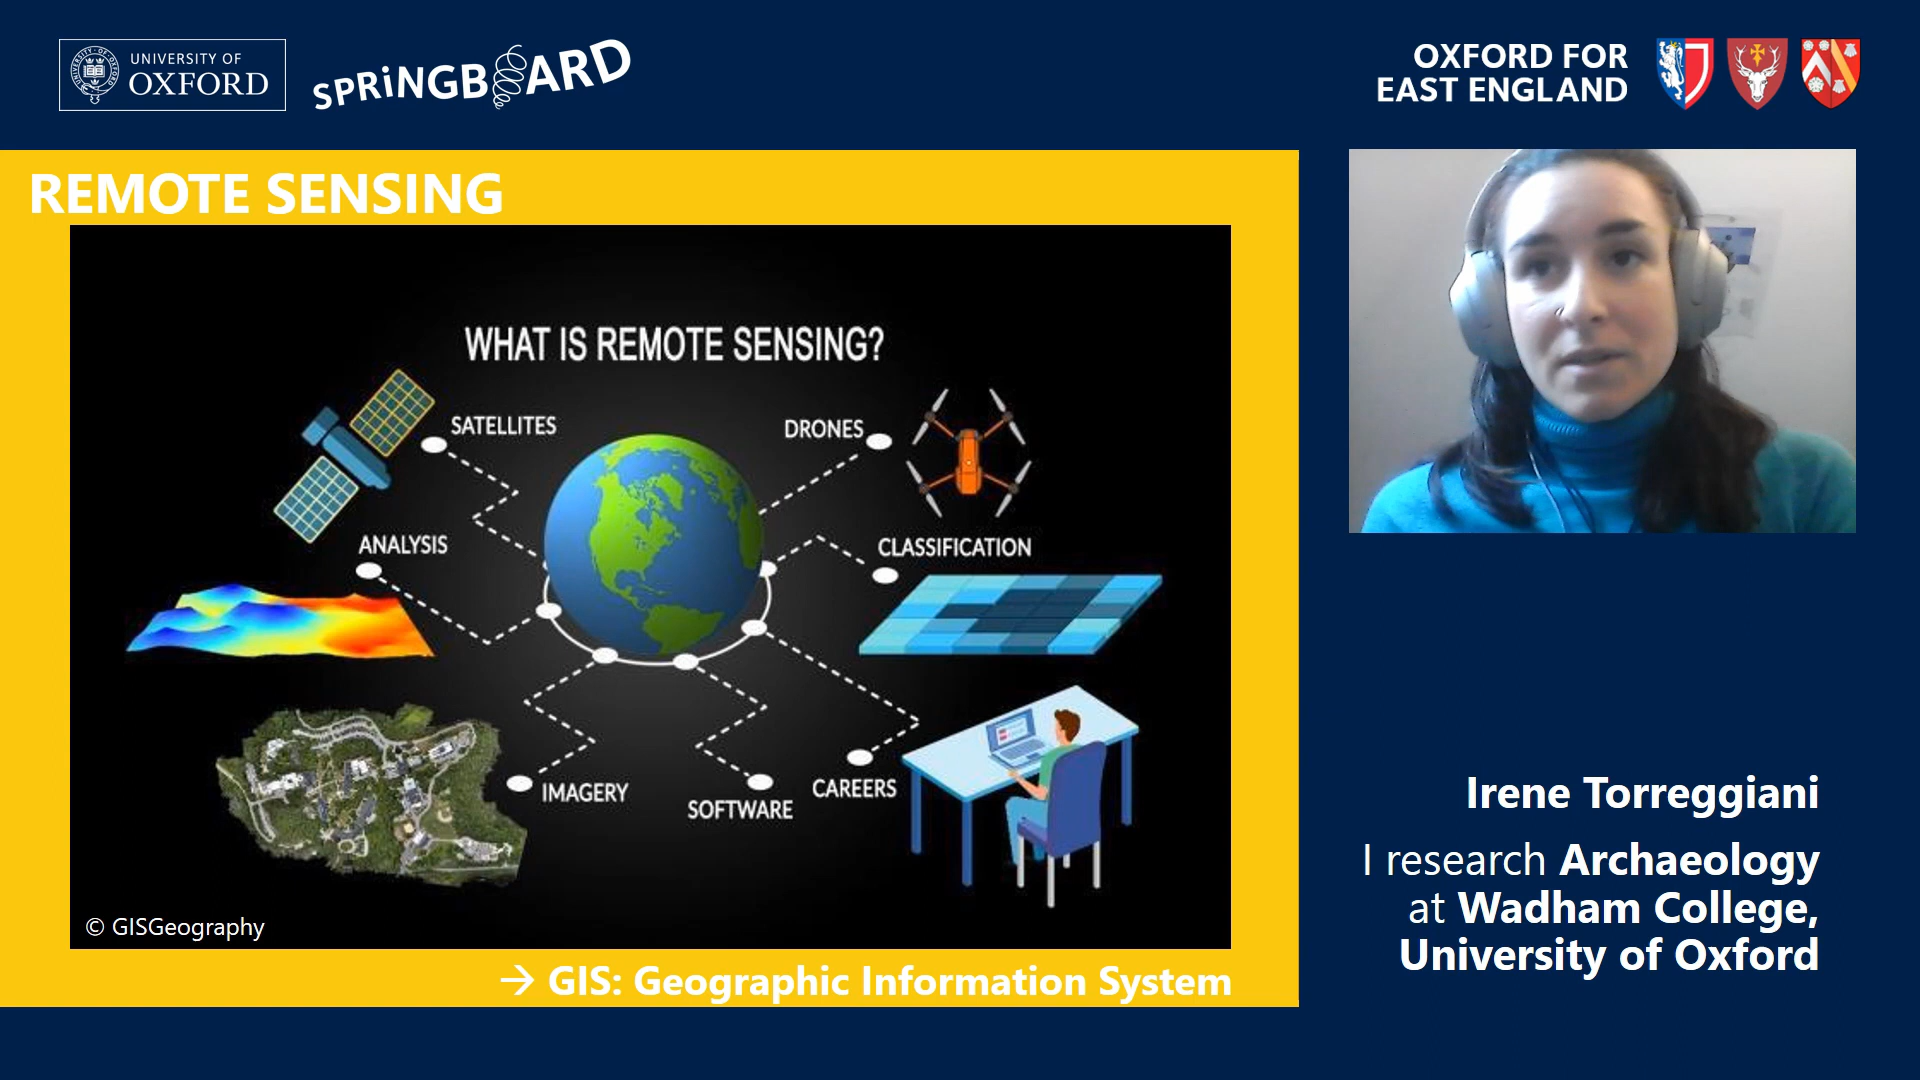 UNIVERSITY OF
OXFORD
SPRiNGBOARD
OXFORD FOR
EAST ENGLAND
REMOTE SENSING
WHAT IS REMOTE SENSING?
SATELLITES
DRONES
ANALYSIS
CLASSIFICATION
IMAGERY
SOFTWARE
CAREERS
© GISGeography
→ GIS: Geographic Information System
Irene Torreggiani
I research Archaeology
at Wadham College,
University of Oxford